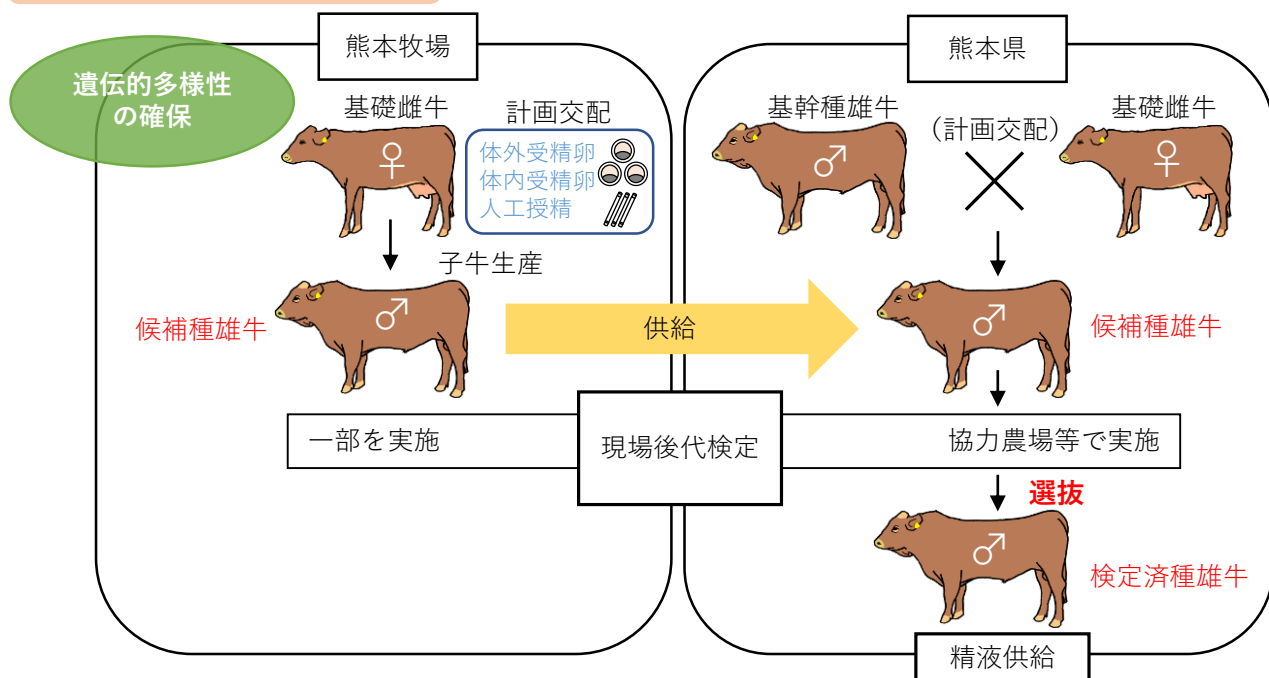 熊本牧場
遺伝的多様性
の確保
基礎雌牛
♀
計画交配
体外受精卵
体内受精卵
人工授精
子牛生産
候補種雄牛
♂
供給
一部を実施
現場後代検定
熊本県
基幹種雄牛
♂
(計画交配)
基礎雌牛
♀
♂
候補種雄牛
協力農場等で実施
選抜
♂
検定済種雄牛
精液供給